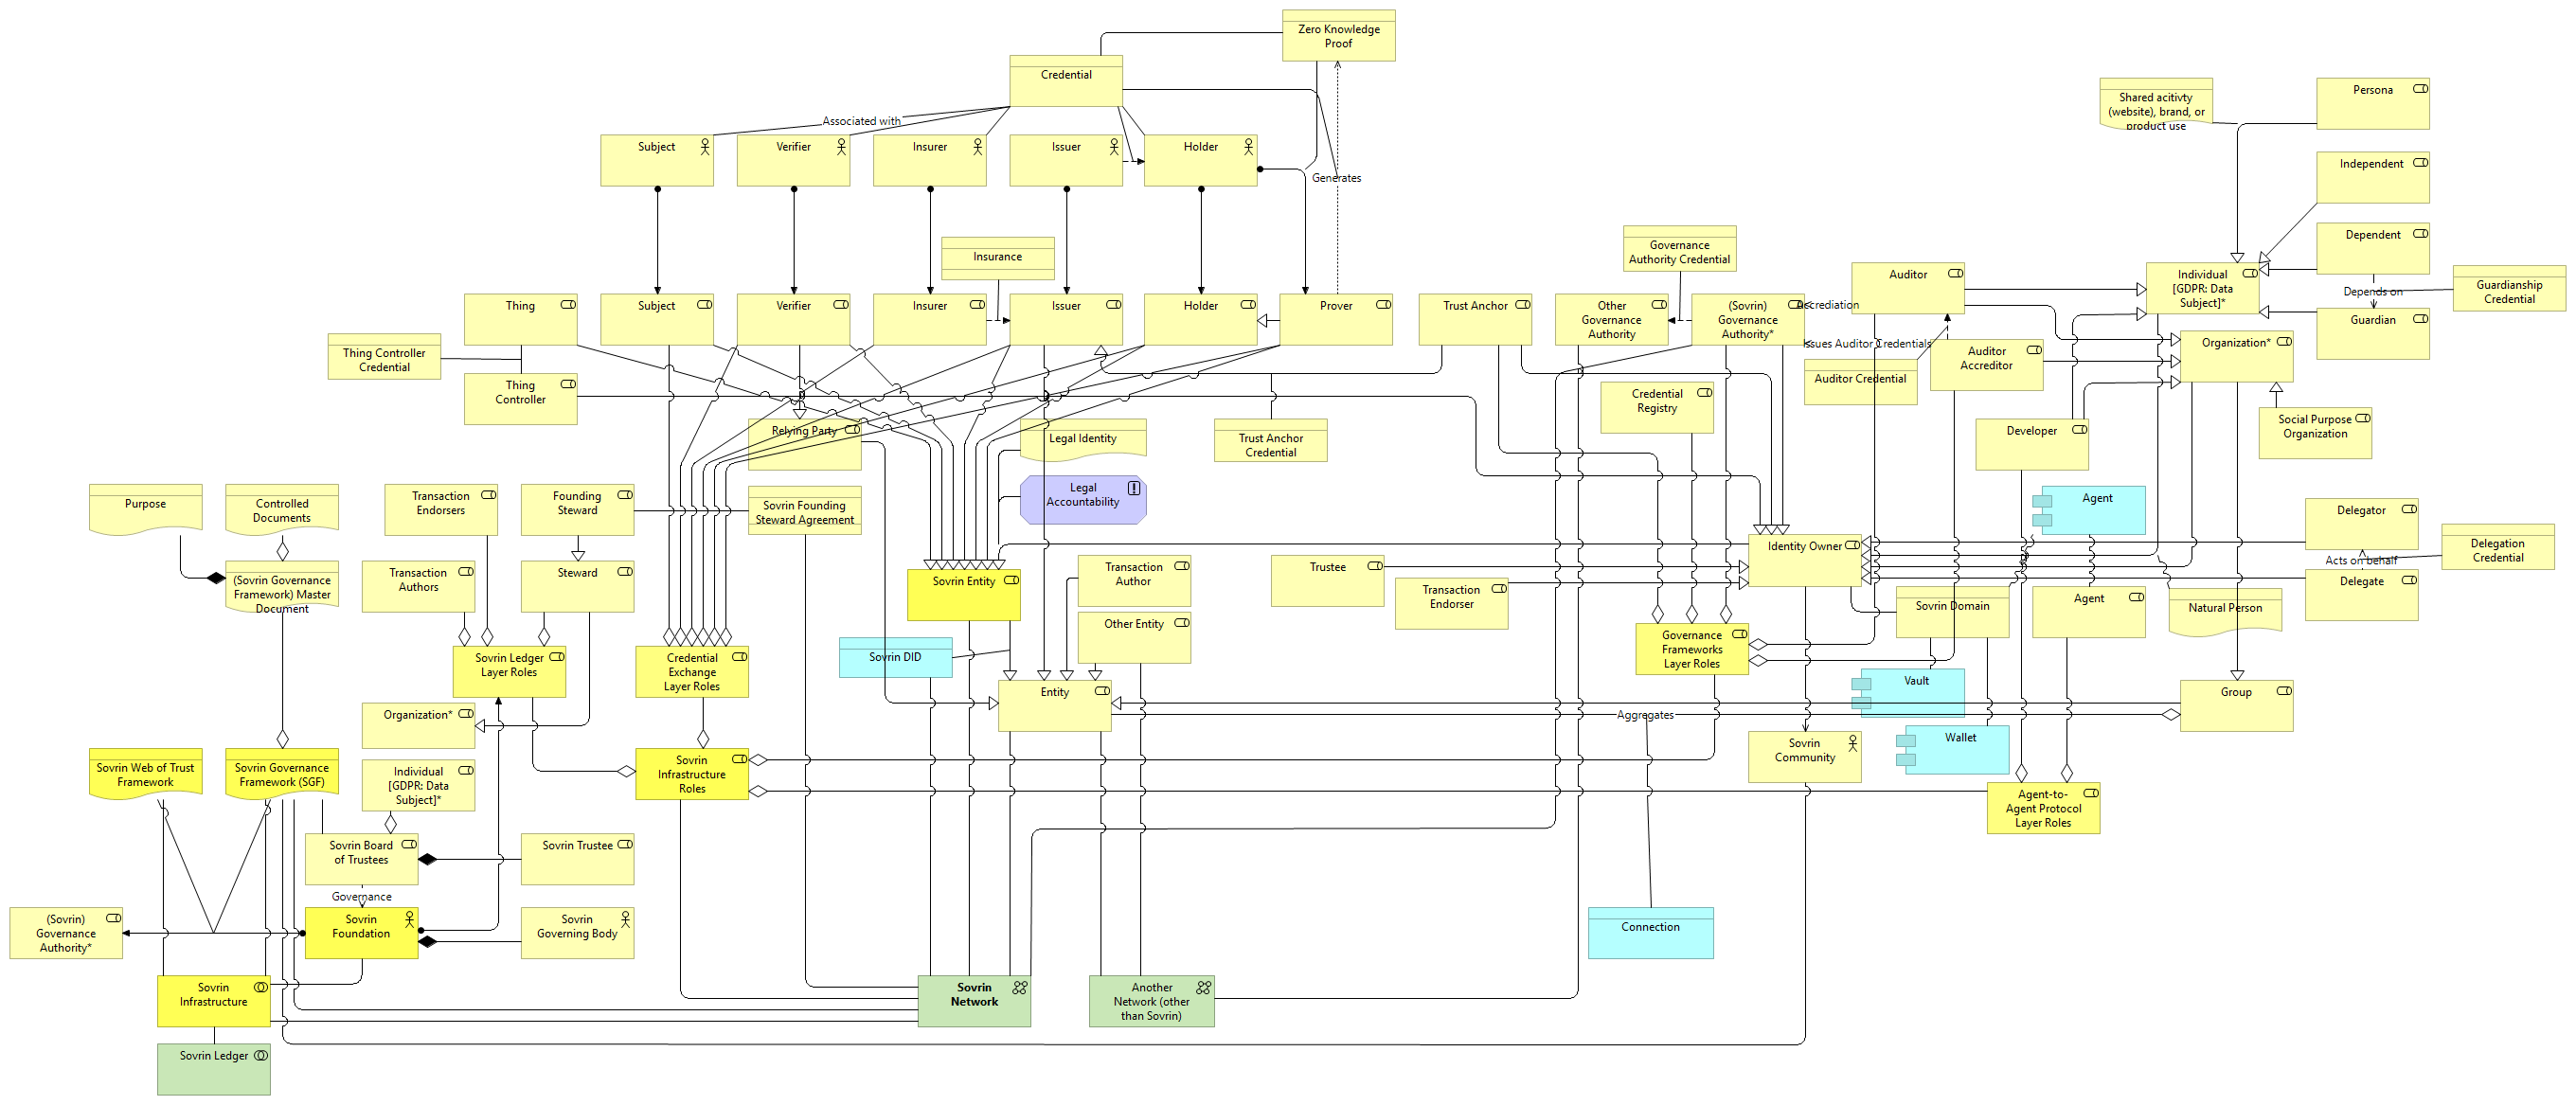 Zero Knowledge
Proof
Credential
Associated with
Shared acitivty
(website), brand, or
product use
Persona
Subject
Verifier
Insurer
Issuer
Holder
Generates
Independent
Insurance
Governance
Authority Credential
Dependent
Thing
Subject
Verifier
Insurer
Issuer
Holder
Prover
Trust Anchor
Other
Governance
Authority
(Sovrin)
Governance
Authority*
Accrediation
Auditor
Individual
[GDPR: Data
Subject]*
Depends on
Guardianship
Credential
Guardian
Thing Controller
Credential
Issues Auditor Credentials
Auditor
Accreditor
Organization*
Thing
Controller
Auditor Credential
Credential
Registry
Relying Party
Legal Identity
Trust Anchor
Credential
Developer
Social Purpose
Organization
Purpose
Controlled
Documents
Transaction
Endorsers
Founding
Steward
Sovrin Founding
Steward Agreement
Legal
Accountability
Agent
Delegator
Identity Owner
Delegation
Credential
Acts on behalf
(Sovrin Governance
Framework) Master
Document
Transaction
Authors
Steward
Sovrin Entity
Transaction
Author
Trustee
Transaction
Endorser
Delegate
Sovrin Domain
Agent
Natural Person
Other Entity
Sovrin Ledger
Layer Roles
Credential
Exchange
Layer Roles
Sovrin DID
Governance
Frameworks
Layer Roles
Entity
Vault
Group
Organization*
Aggregates
Sovrin Web of Trust
Framework
Sovrin Governance
Framework (SGF)
Individual
[GDPR: Data
Subject]*
Sovrin
Infrastructure
Roles
Sovrin
Community
Wallet
Agent-to-
Agent Protocol
Layer Roles
Sovrin Board
of Trustees
Sovrin Trustee
Governance
(Sovrin)
Governance
Authority*
Sovrin
Foundation
Sovrin
Governing Body
Connection
Sovrin
Infrastructure
Sovrin
Network
Another
Network (other
than Sovrin)
Sovrin Ledger